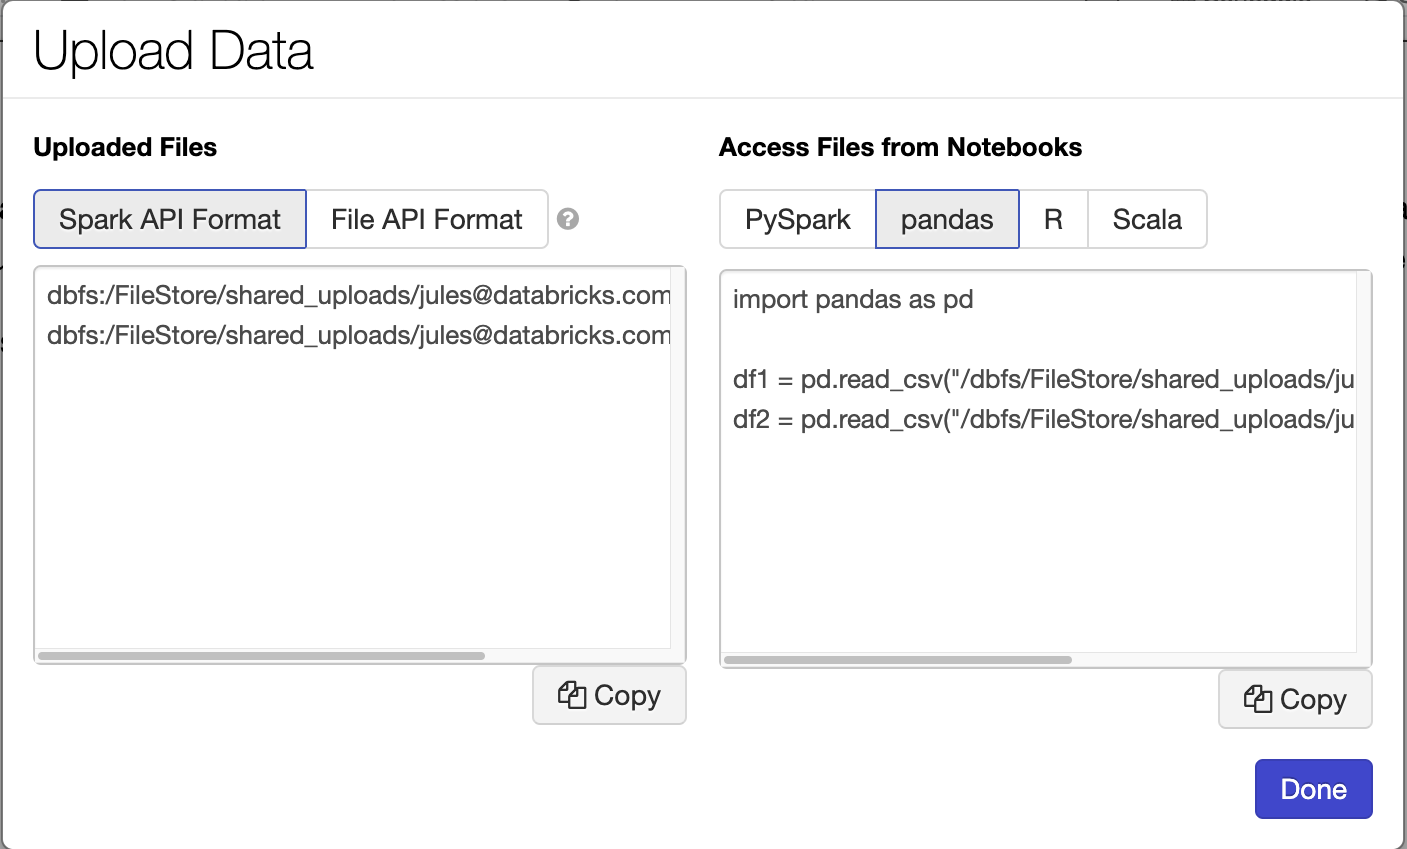 Upload Data
Uploaded Files
Spark API Format
File API Format
?
dbfs:/FileStore/shared_uploads/jules@databricks.com
dbfs:/FileStore/shared_uploads/jules@databricks.com
Copy
Access Files from Notebooks
PySpark
pandas
R
Scala
import pandas as pd
df1 = pd.read_csv("/dbfs/FileStore/shared_uploads/ju
df2 = pd.read_csv("/dbfs/FileStore/shared_uploads/ju
Copy
Done